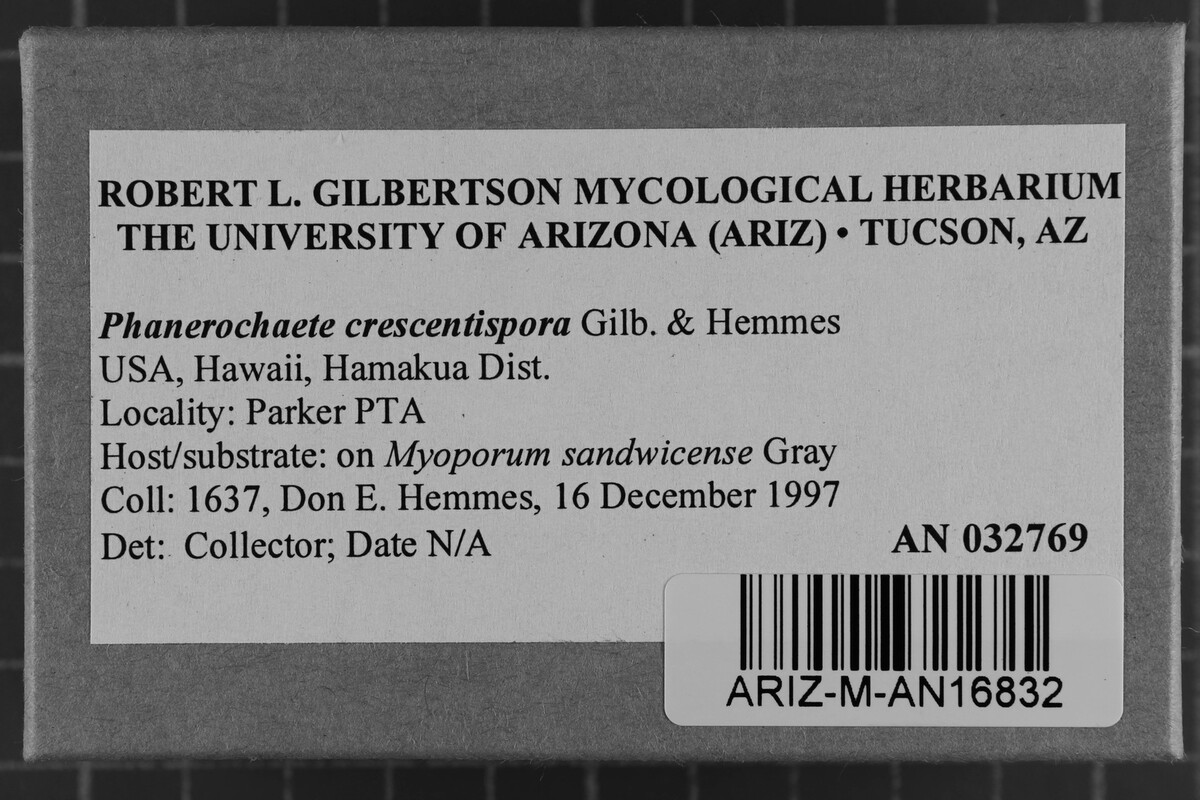 ROBERT L. GILBERTSON MYCOLOGICAL HERBARIUM
THE UNIVERSITY OF ARIZONA (ARIZ) • TUCSON, AZ
Phanerochaete crescentispora Gilb. & Hemmes
USA, Hawaii, Hamakua Dist.
Locality: Parker PTA
Host/substrate: on Myoporum sandwicense Gray
Coll: 1637, Don E. Hemmes, 16 December 1997
Det: Collector; Date N/A
AN 032769
ARIZ-M-AN16832